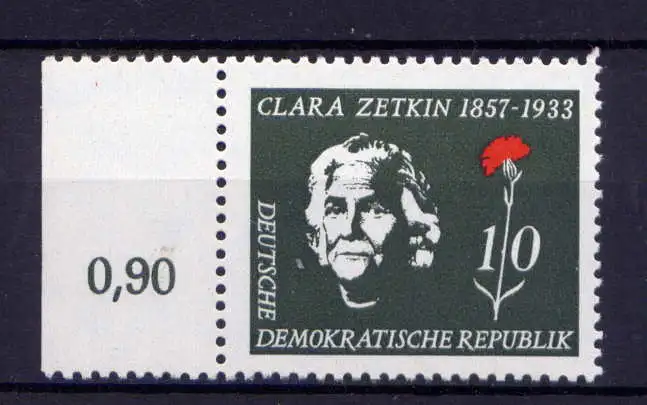 CLARA ZETKIN 1857-1933
DEUTSCHE
10
DEMOKRATISCHE REPUBLIK
0,90